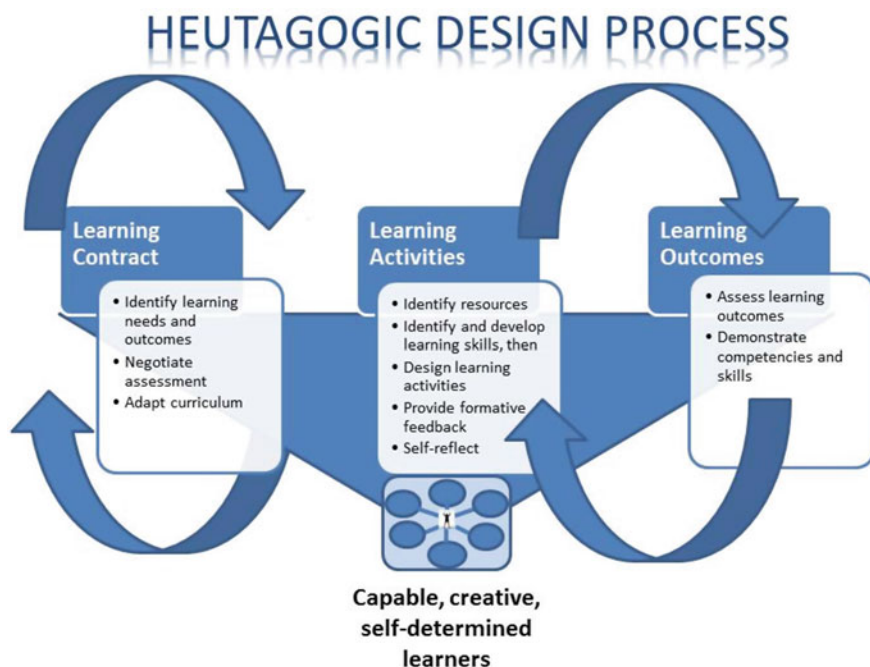 HEUTAGOGIC DESIGN PROCESS
Learning
Contract
• Identify learning
needs and
outcomes
• Negotiate
assessment
• Adapt curriculum
Learning
Activities
• Identify resources
• Identify and develop
learning skills, then
• Design learning
activities
• Provide formative
feedback
• Self-reflect
Learning
Outcomes
• Assess learning
outcomes
• Demonstrate
competencies and
skills
Capable, creative,
self-determined
learners